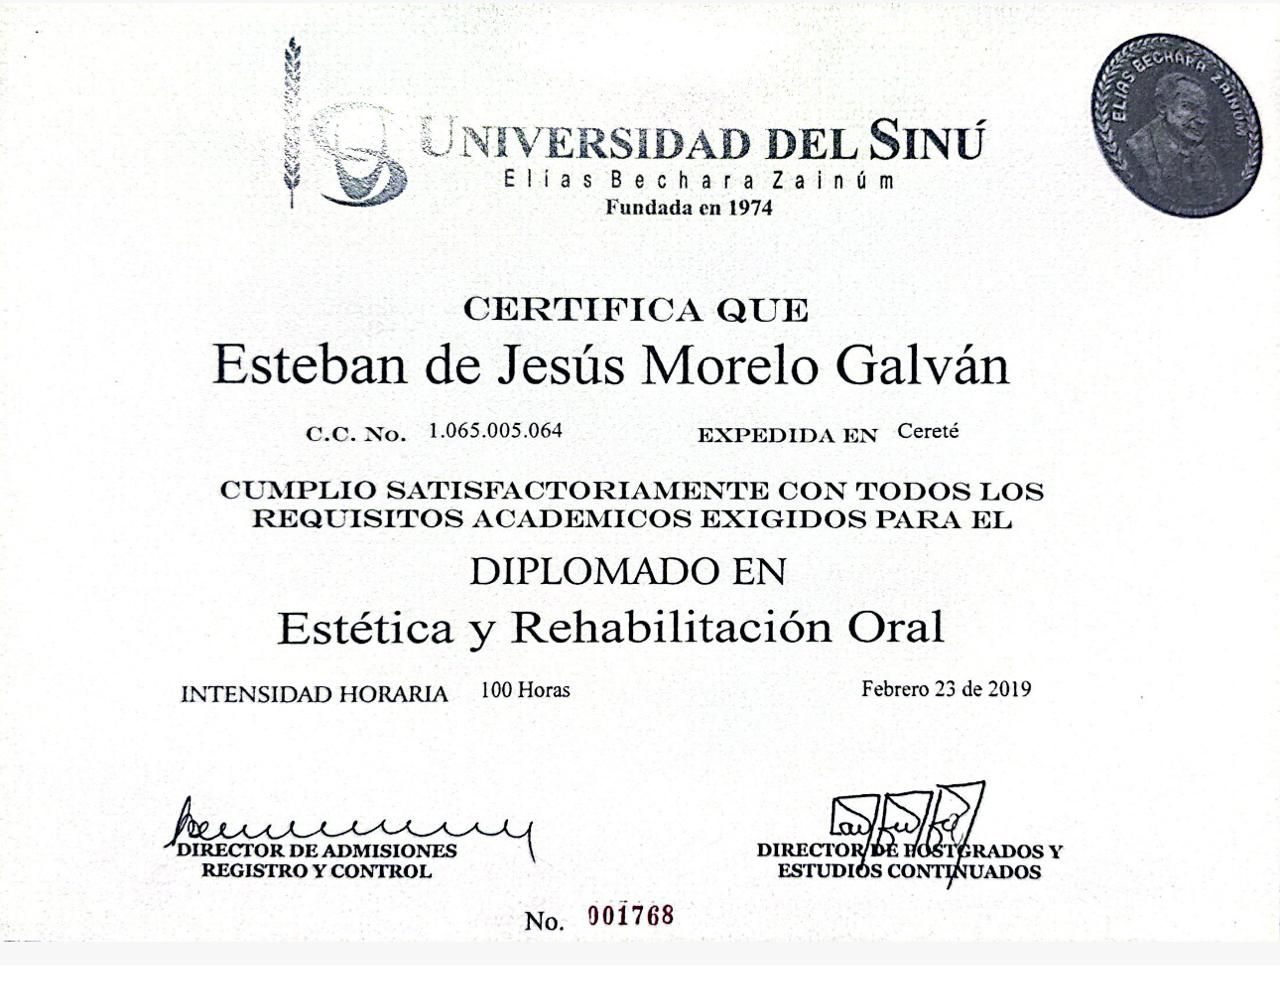 UNIVERSIDAD DEL SINÚ
Elías Bechara Zainúm
Fundada en 1974
ELIAS BECHARA ZAINUM
CERTIFICA QUE
Esteban de Jesús Morelo Galván
C.C. No. 1.065.005.064 EXPEDIDA EN Cereté
CUMPLIO SATISFACTORIAMENTE CON TODOS LOS
REQUISITOS ACADEMICOS EXIGIDOS PARA EL
DIPLOMADO EN
Estética y Rehabilitación Oral
INTENSIDAD HORARIA 100 Horas Febrero 23 de 2019
DIRECTOR DE ADMISIONES
REGISTRO Y CONTROL
DIRECTOR DE POSTGRADOS Y
ESTUDIOS CONTINUADOS
No. 001768